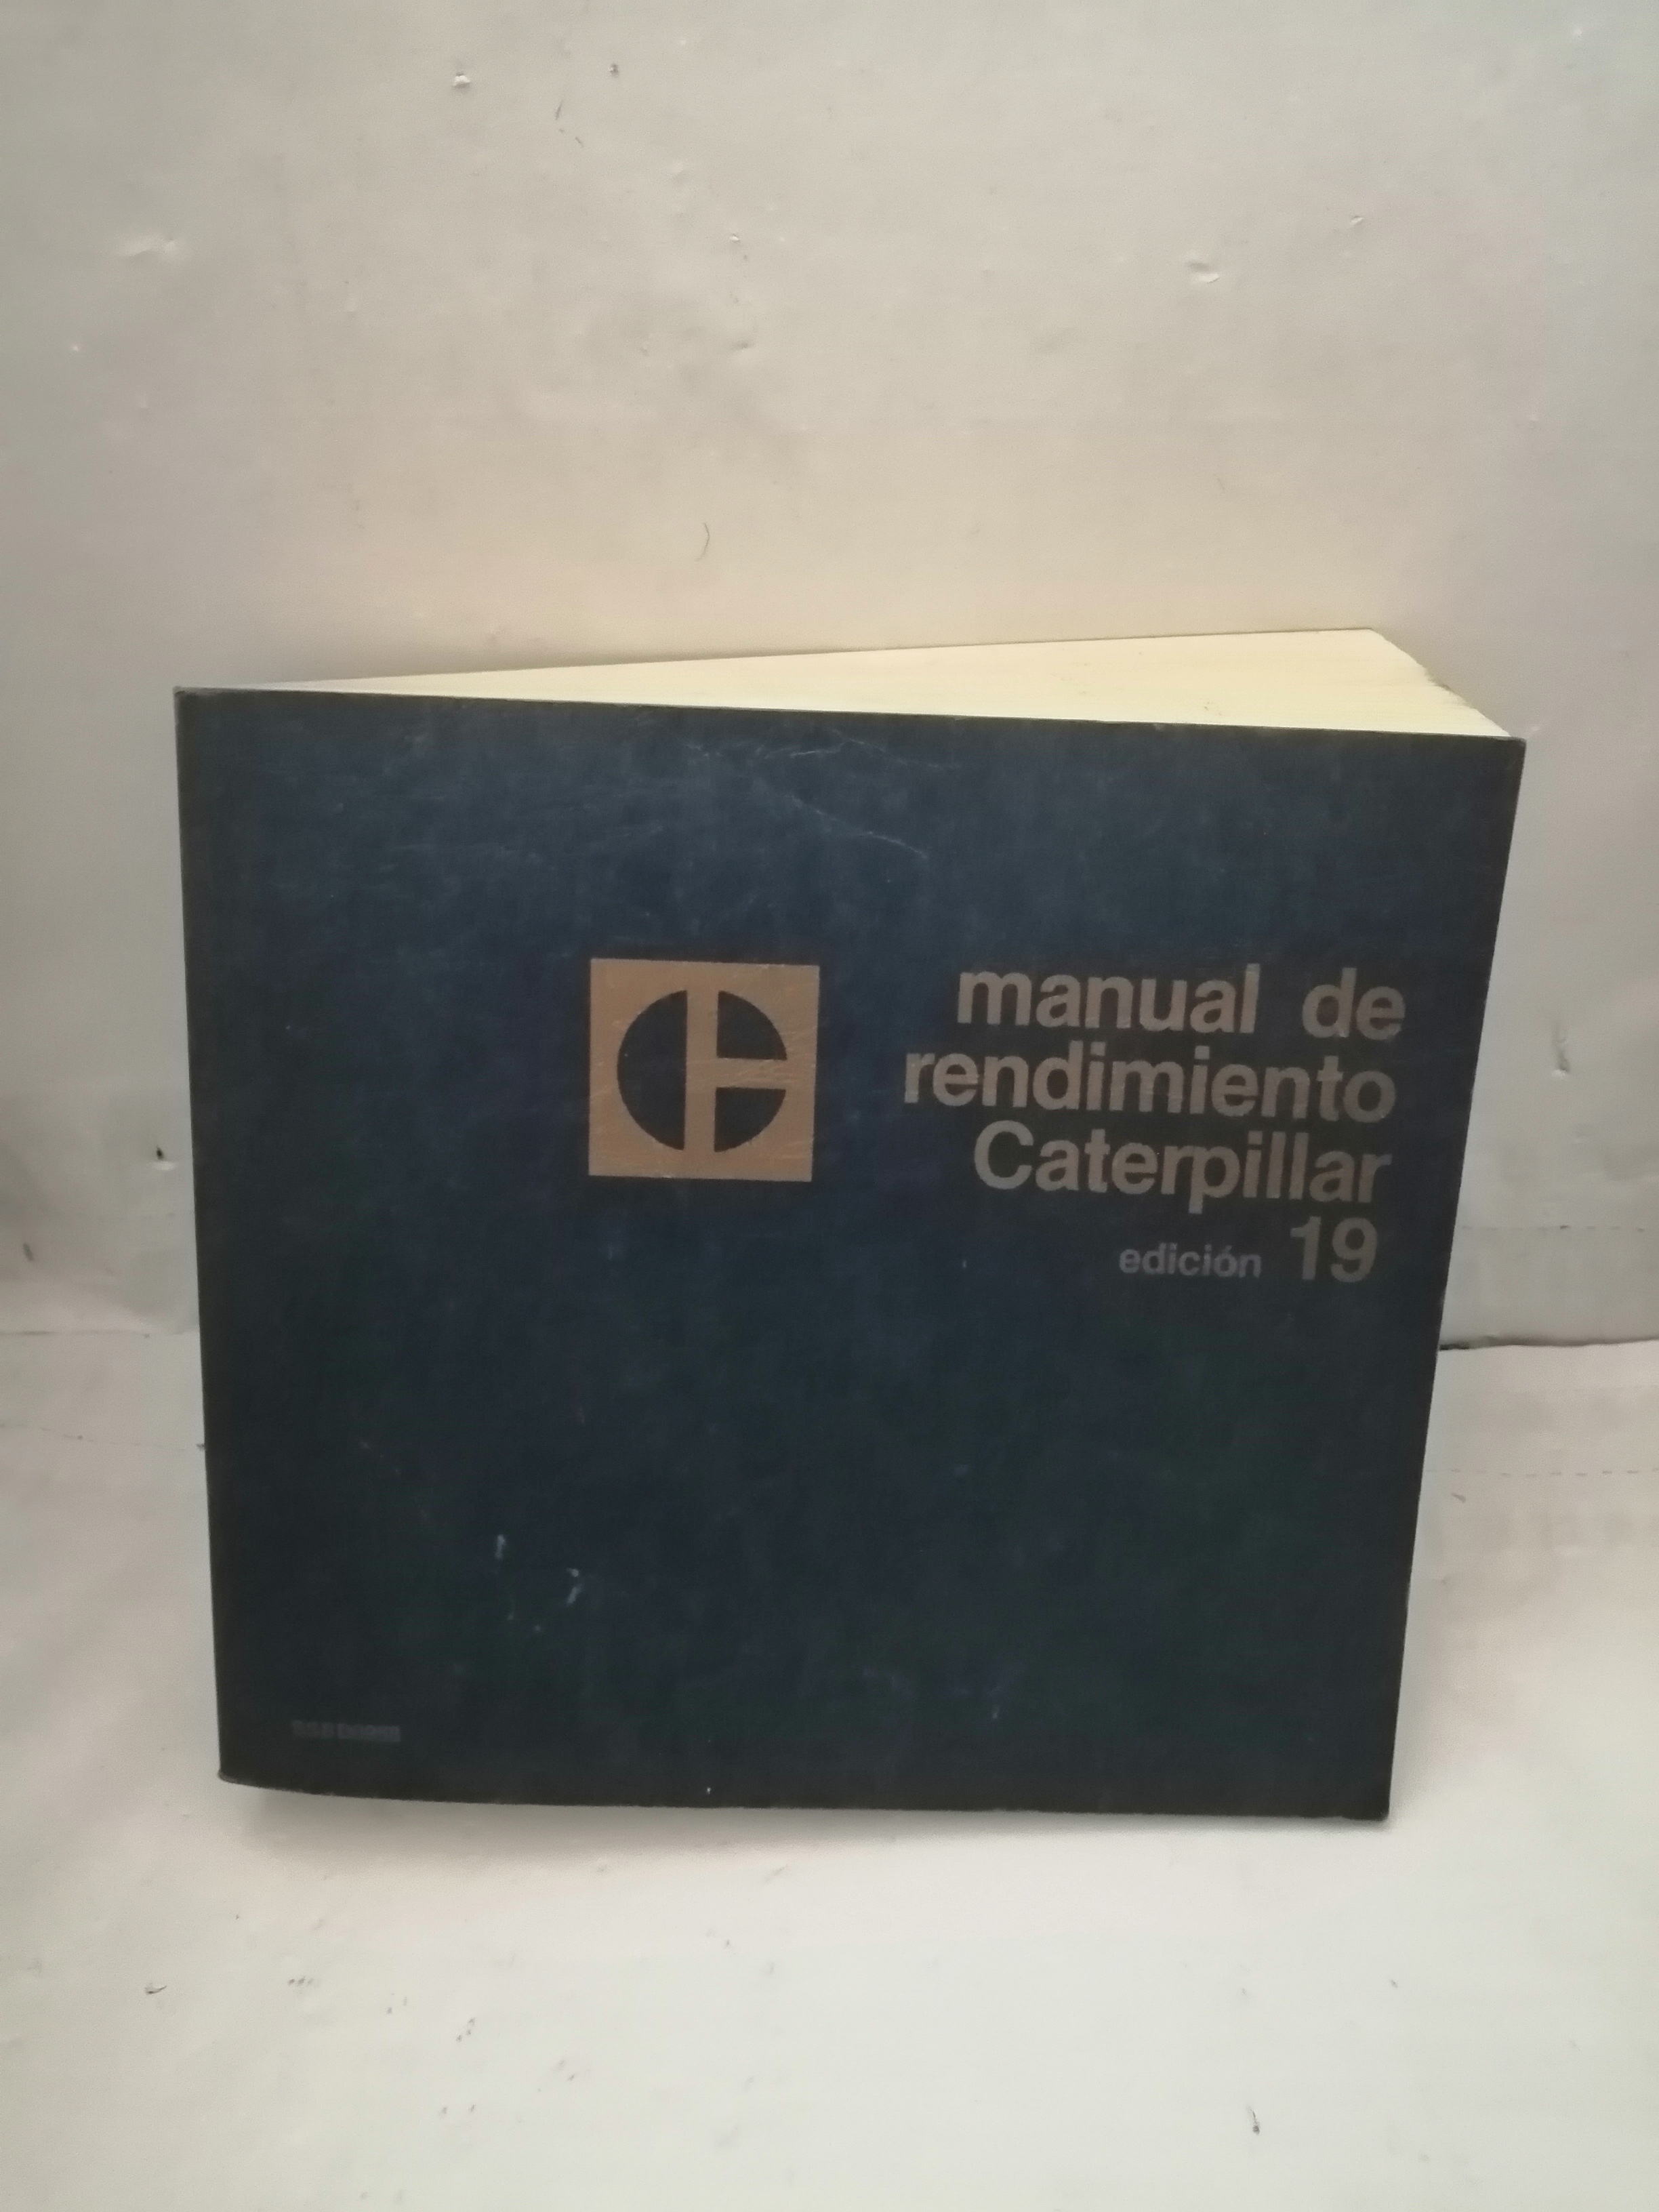 manual de
rendimiento
Caterpillar
edición 19